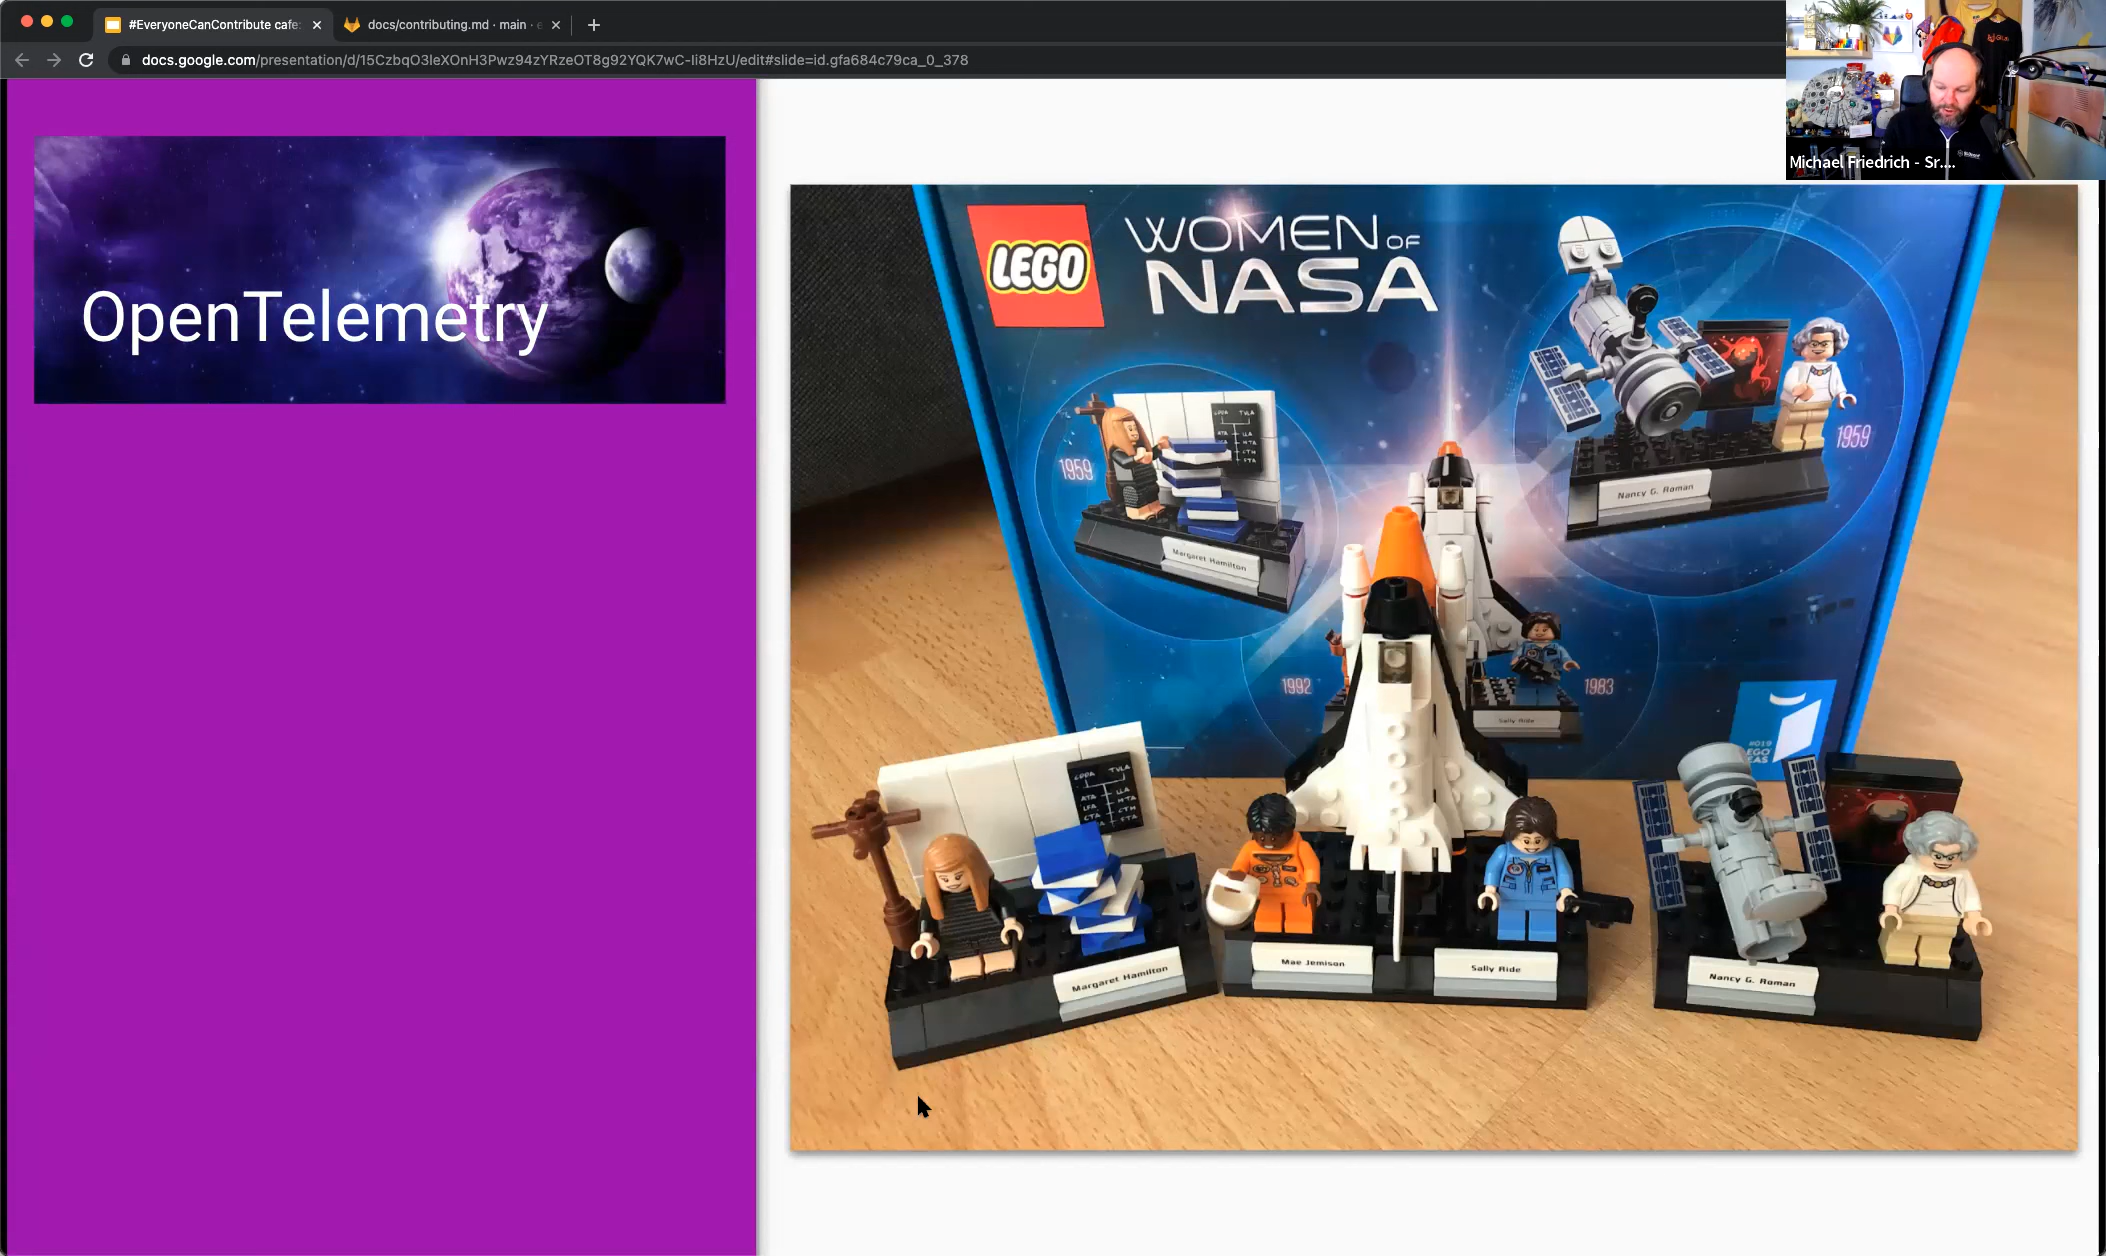 #EveryoneCanContribute cafe:
docs/contributing.md · main ·
docs.google.com/presentation/d/15CzbqO3leXOnH3Pwz94zYRzeOT8g92YQK7wC-Ii8HzU/edit#slide=id.gfa684c79ca_0_378
Michael Friedrich - Sr....
OpenTelemetry
LEGO
WOMEN OF
NASA
1959
Margaret Hamilton
1959
Nancy G. Roman
1992
1983
Sally Ride
Margaret Hamilton
Mae Jemison
Sally Ride
Nancy G. Roman